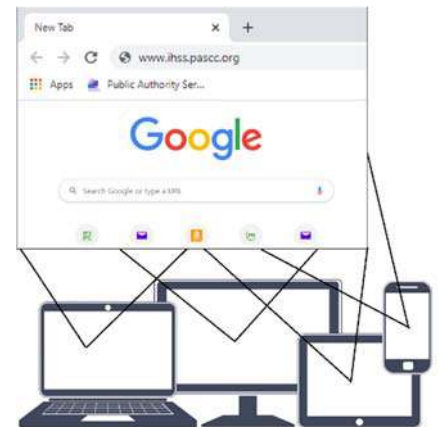 New Tab
www.ihss.pascc.org
Apps Public Authority Ser...
Google
Search Google or type a URL